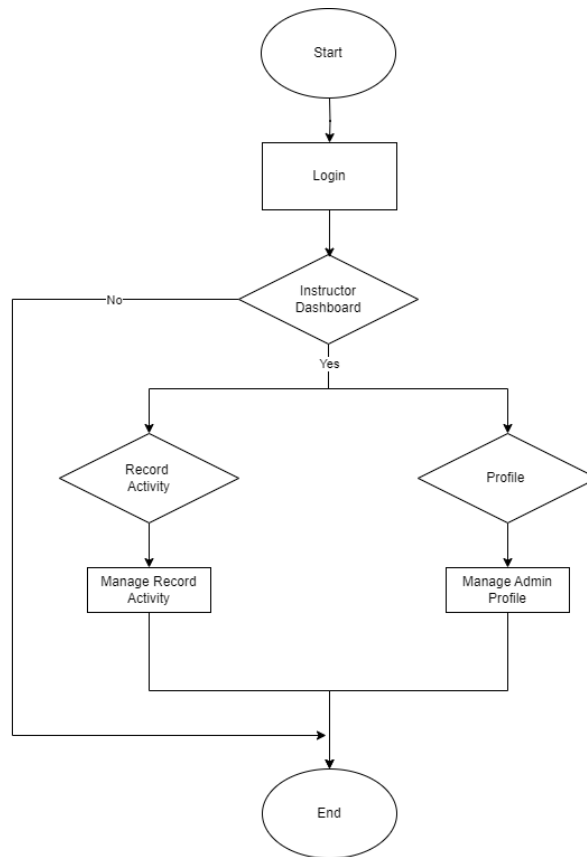 Start
Login
Instructor
Dashboard
No
Yes
Record
Activity
Profile
Manage Record
Activity
Manage Admin
Profile
End